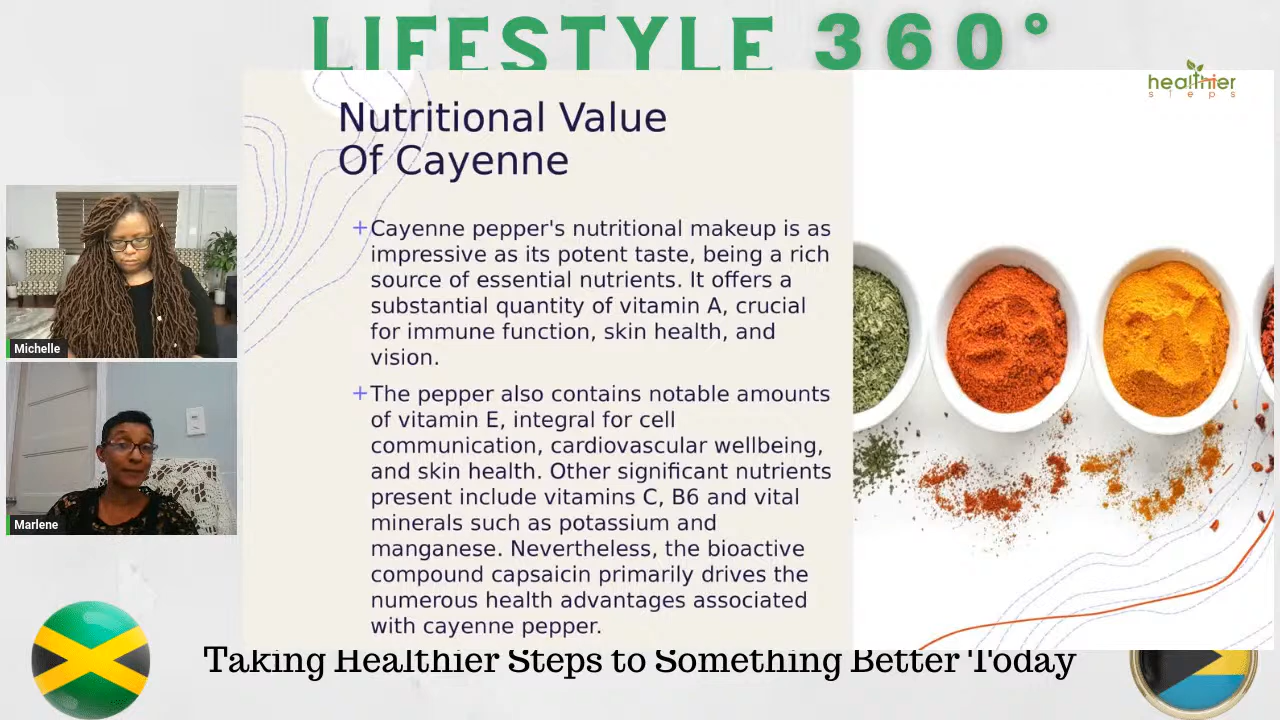 LIFESTYLE 360°
healthier
steps
Nutritional Value
Of Cayenne
+Cayenne pepper's nutritional makeup is as
impressive as its potent taste, being a rich
source of essential nutrients. It offers a
substantial quantity of vitamin A, crucial
for immune function, skin health, and
vision.
+The pepper also contains notable amounts
of vitamin E, integral for cell
communication, cardiovascular wellbeing,
and skin health. Other significant nutrients
present include vitamins C, B6 and vital
minerals such as potassium and
manganese. Nevertheless, the bioactive
compound capsaicin primarily drives the
numerous health advantages associated
with cayenne pepper.
Michelle
Marlene
Taking Healthier Steps to Something Better Today